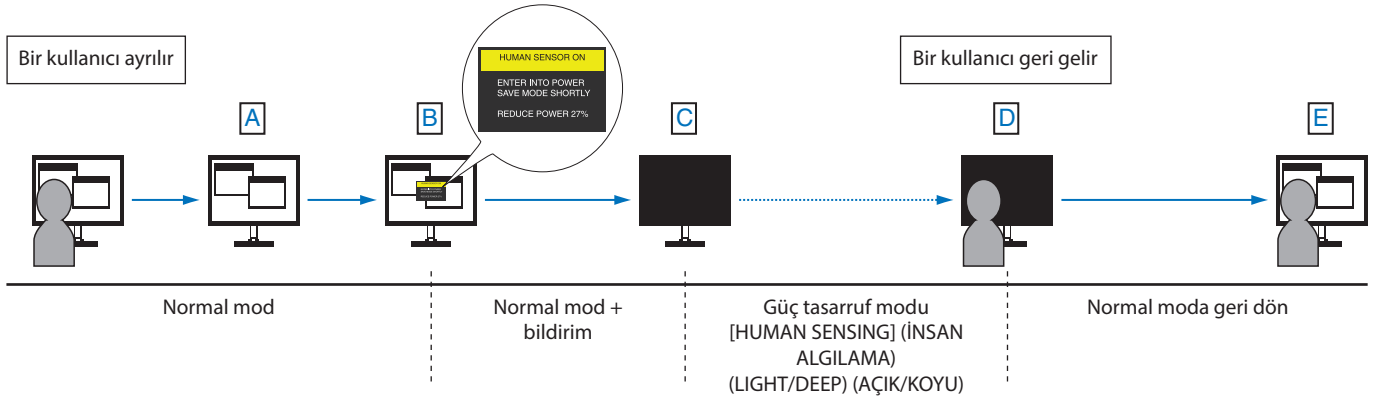 Bir kullanıcı ayrılır
HUMAN SENSOR ON
ENTER INTO POWER
SAVE MODE SHORTLY
REDUCE POWER 27%
Bir kullanıcı geri gelir
A
B
C
D
E
Normal mod
Normal mod +
bildirim
Güç tasarruf modu
[HUMAN SENSING] (İNSAN
ALGILAMA)
(LIGHT/DEEP) (AÇIK/KOYU)
Normal moda geri dön